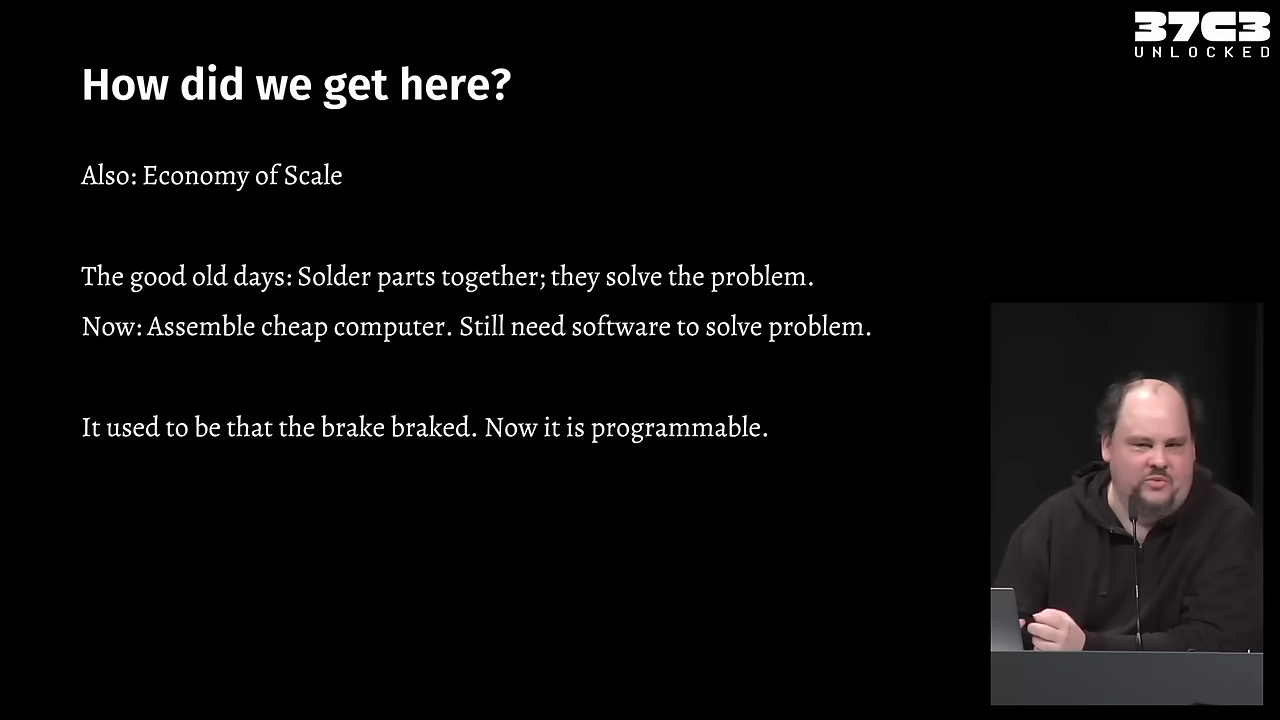 37C3
UNLOCKED
How did we get here?
Also: Economy of Scale
The good old days: Solder parts together; they solve the problem.
Now: Assemble cheap computer. Still need software to solve problem.
It used to be that the brake braked. Now it is programmable.